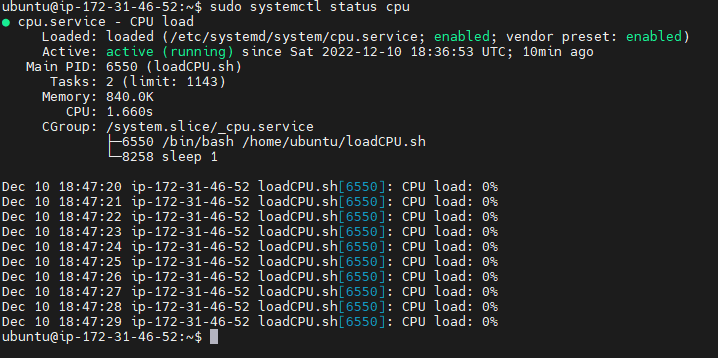 ubuntu@ip-172-31-46-52:~$ sudo systemctl status cpu
● cpu.service - CPU load
     Loaded: loaded (/etc/systemd/system/cpu.service; enabled; vendor preset: enabled)
     Active: active (running) since Sat 2022-12-10 18:36:53 UTC; 10min ago
   Main PID: 6550 (loadCPU.sh)
      Tasks: 2 (limit: 1143)
     Memory: 840.0K
        CPU: 1.660s
     CGroup: /system.slice/_cpu.service
             ├─6550 /bin/bash /home/ubuntu/loadCPU.sh
             └─8258 sleep 1

Dec 10 18:47:20 ip-172-31-46-52 loadCPU.sh[6550]: CPU load: 0%
Dec 10 18:47:21 ip-172-31-46-52 loadCPU.sh[6550]: CPU load: 0%
Dec 10 18:47:22 ip-172-31-46-52 loadCPU.sh[6550]: CPU load: 0%
Dec 10 18:47:23 ip-172-31-46-52 loadCPU.sh[6550]: CPU load: 0%
Dec 10 18:47:24 ip-172-31-46-52 loadCPU.sh[6550]: CPU load: 0%
Dec 10 18:47:25 ip-172-31-46-52 loadCPU.sh[6550]: CPU load: 0%
Dec 10 18:47:26 ip-172-31-46-52 loadCPU.sh[6550]: CPU load: 0%
Dec 10 18:47:27 ip-172-31-46-52 loadCPU.sh[6550]: CPU load: 0%
Dec 10 18:47:28 ip-172-31-46-52 loadCPU.sh[6550]: CPU load: 0%
Dec 10 18:47:29 ip-172-31-46-52 loadCPU.sh[6550]: CPU load: 0%
ubuntu@ip-172-31-46-52:~$